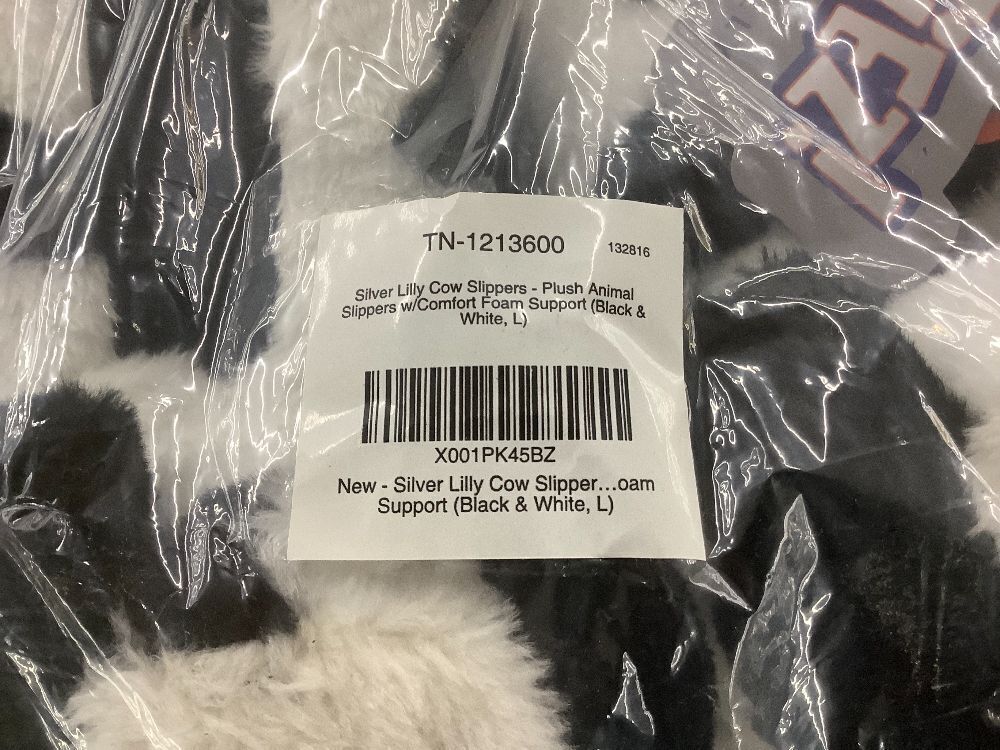 TN-1213600 132816
Silver Lilly Cow Slippers - Plush Animal
Slippers w/Comfort Foam Support (Black &
White, L)
X001PK45BZ
New - Silver Lilly Cow Slipper...oam
Support (Black & White, L)